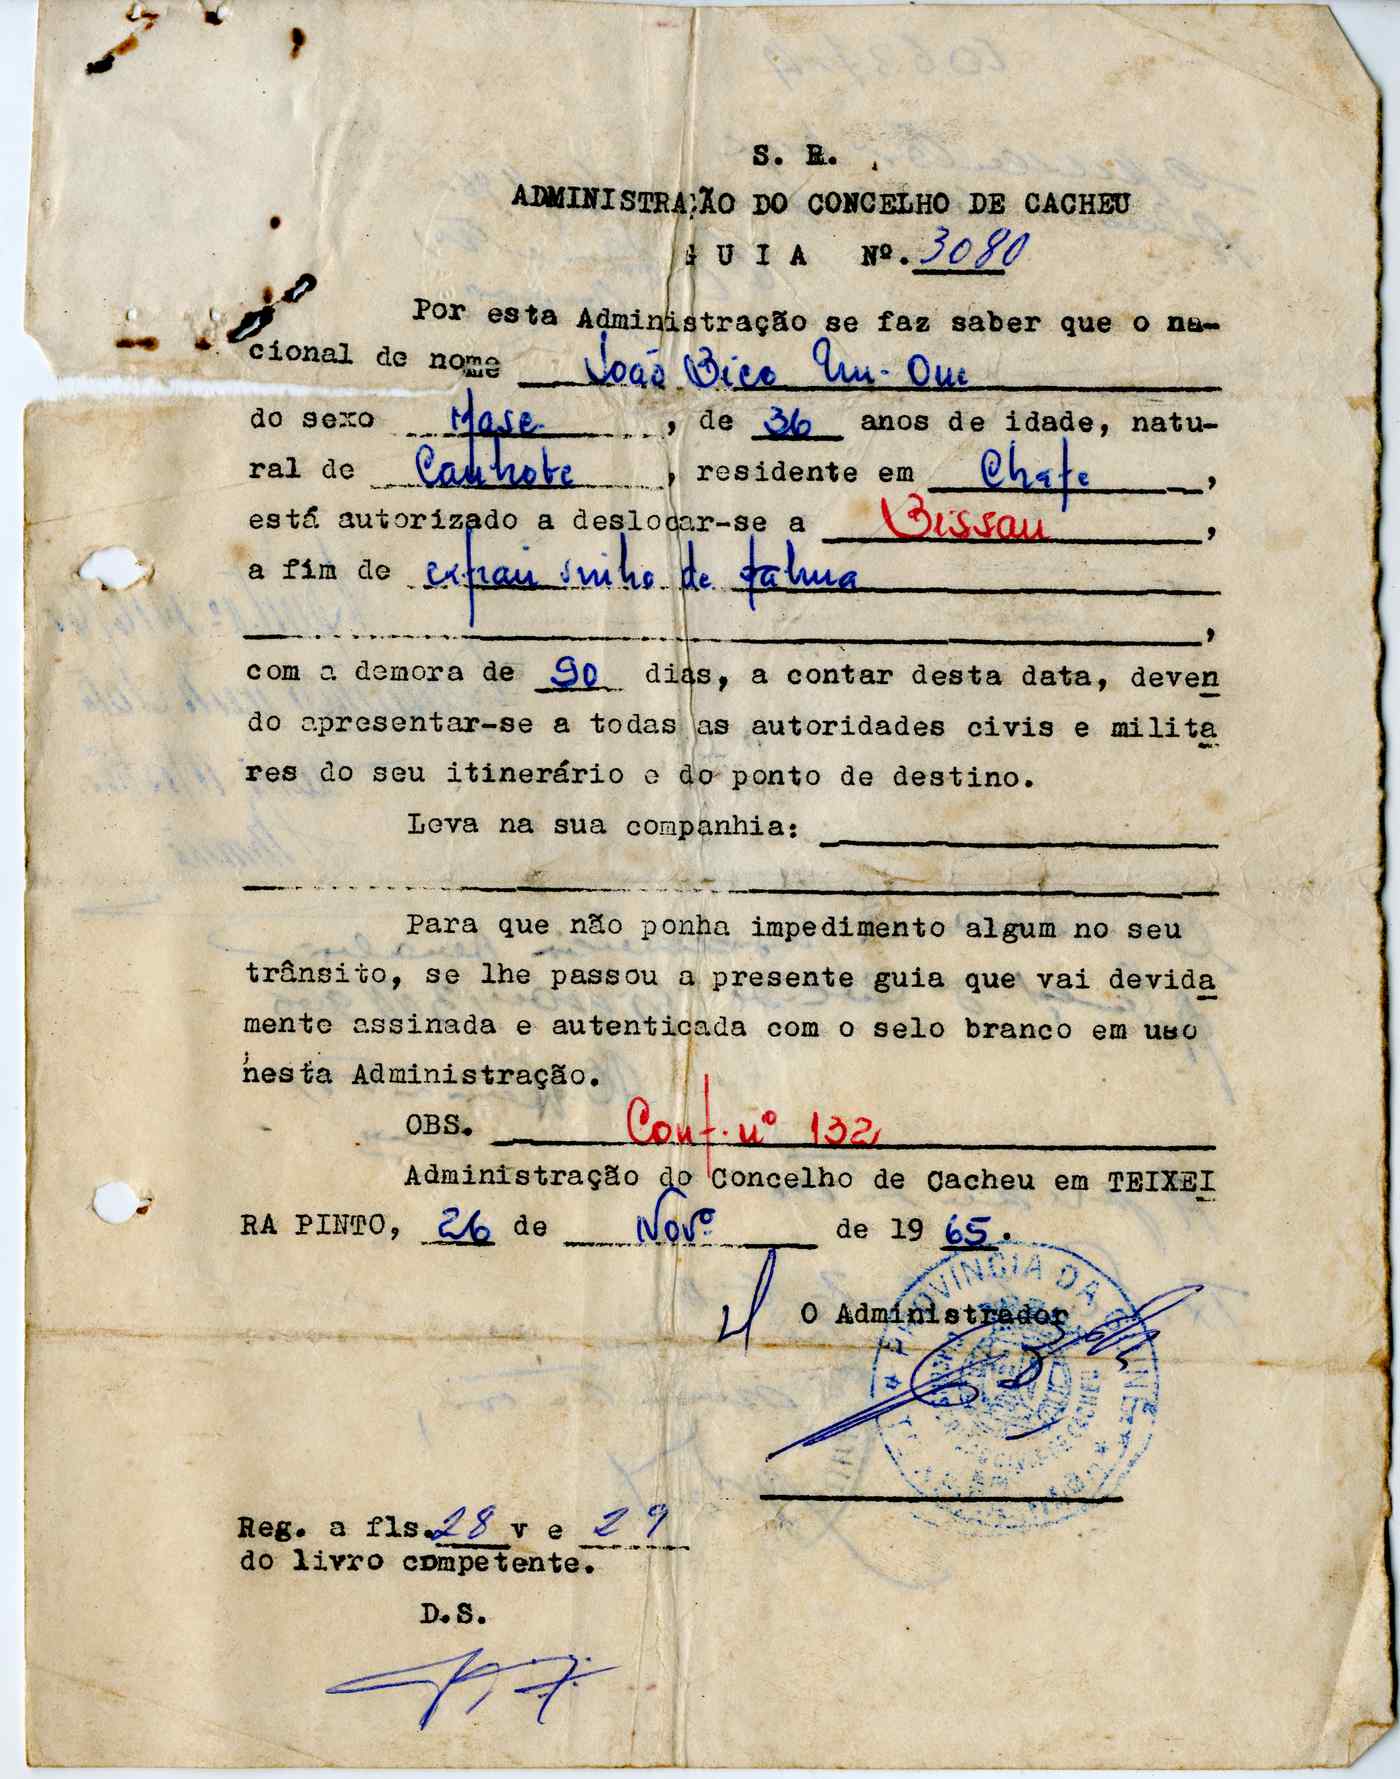 S. R.
ADMINISTRAÇÃO DO CONCELHO DE CACHEU
GUIA Nº. 3080
Por esta Administração se faz saber que o na-
cional de nome João Bico
do sexo Masc. , de 36 anos de idade, natu-
ral de Canhobe , residente em Chafe ,
está autorizado a deslocar-se a Bissau ,
a fim de vinho de palma
,
com a demora de 90 dias, a contar desta data, deven
do apresentar-se a todas as autoridades civis e milita
res do seu itinerário e do ponto de destino.
Leva na sua companhia:
Para que não ponha impedimento algum no seu
trânsito, se lhe passou a presente guia que vai devida
mente assinada e autenticada com o selo branco em uso
nesta Administração.
OBS. Conf. nº 132
Administração do Concelho de Cacheu em TEIXEI
RA PINTO, 26 de Novº de 19 65.
O Administrador
PROVINCIA DA GUINÉ
Reg. a fls. 28 v e 29
do livro competente.
D.S.